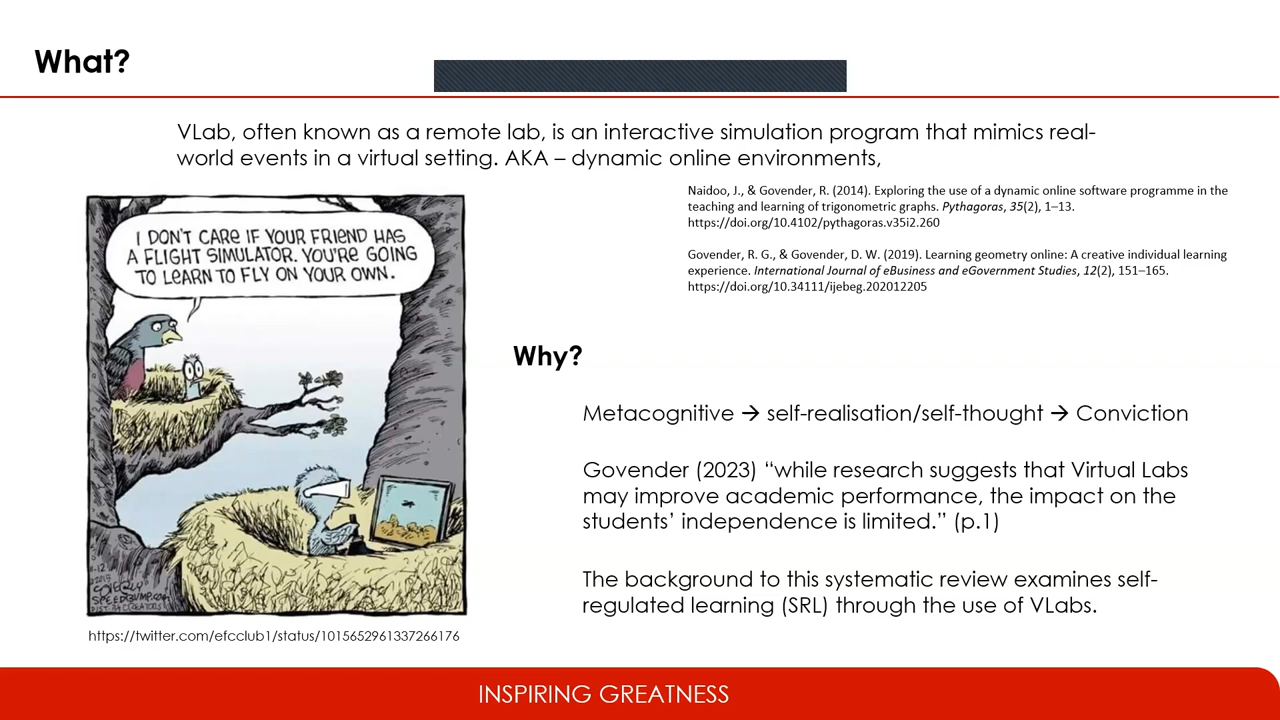 What?
VLab, often known as a remote lab, is an interactive simulation program that mimics real-
world events in a virtual setting. AKA – dynamic online environments,
Naidoo, J., & Govender, R. (2014). Exploring the use of a dynamic online software programme in the
teaching and learning of trigonometric graphs. Pythagoras, 35(2), 1–13.
https://doi.org/10.4102/pythagoras.v35i2.260
Govender, R. G., & Govender, D. W. (2019). Learning geometry online: A creative individual learning
experience. International Journal of eBusiness and eGovernment Studies, 12(2), 151–165.
https://doi.org/10.34111/ijebeg.202012205
I DON'T CARE IF YOUR FRIEND HAS
A FLIGHT SIMULATOR. YOU'RE GOING
TO LEARN TO FLY ON YOUR OWN.
SPEEDBUMP.COM
https://twitter.com/efcclub1/status/1015652961337266176
Why?
Metacognitive → self-realisation/self-thought → Conviction
Govender (2023) “while research suggests that Virtual Labs
may improve academic performance, the impact on the
students’ independence is limited.” (p.1)
The background to this systematic review examines self-
regulated learning (SRL) through the use of VLabs.
INSPIRING GREATNESS